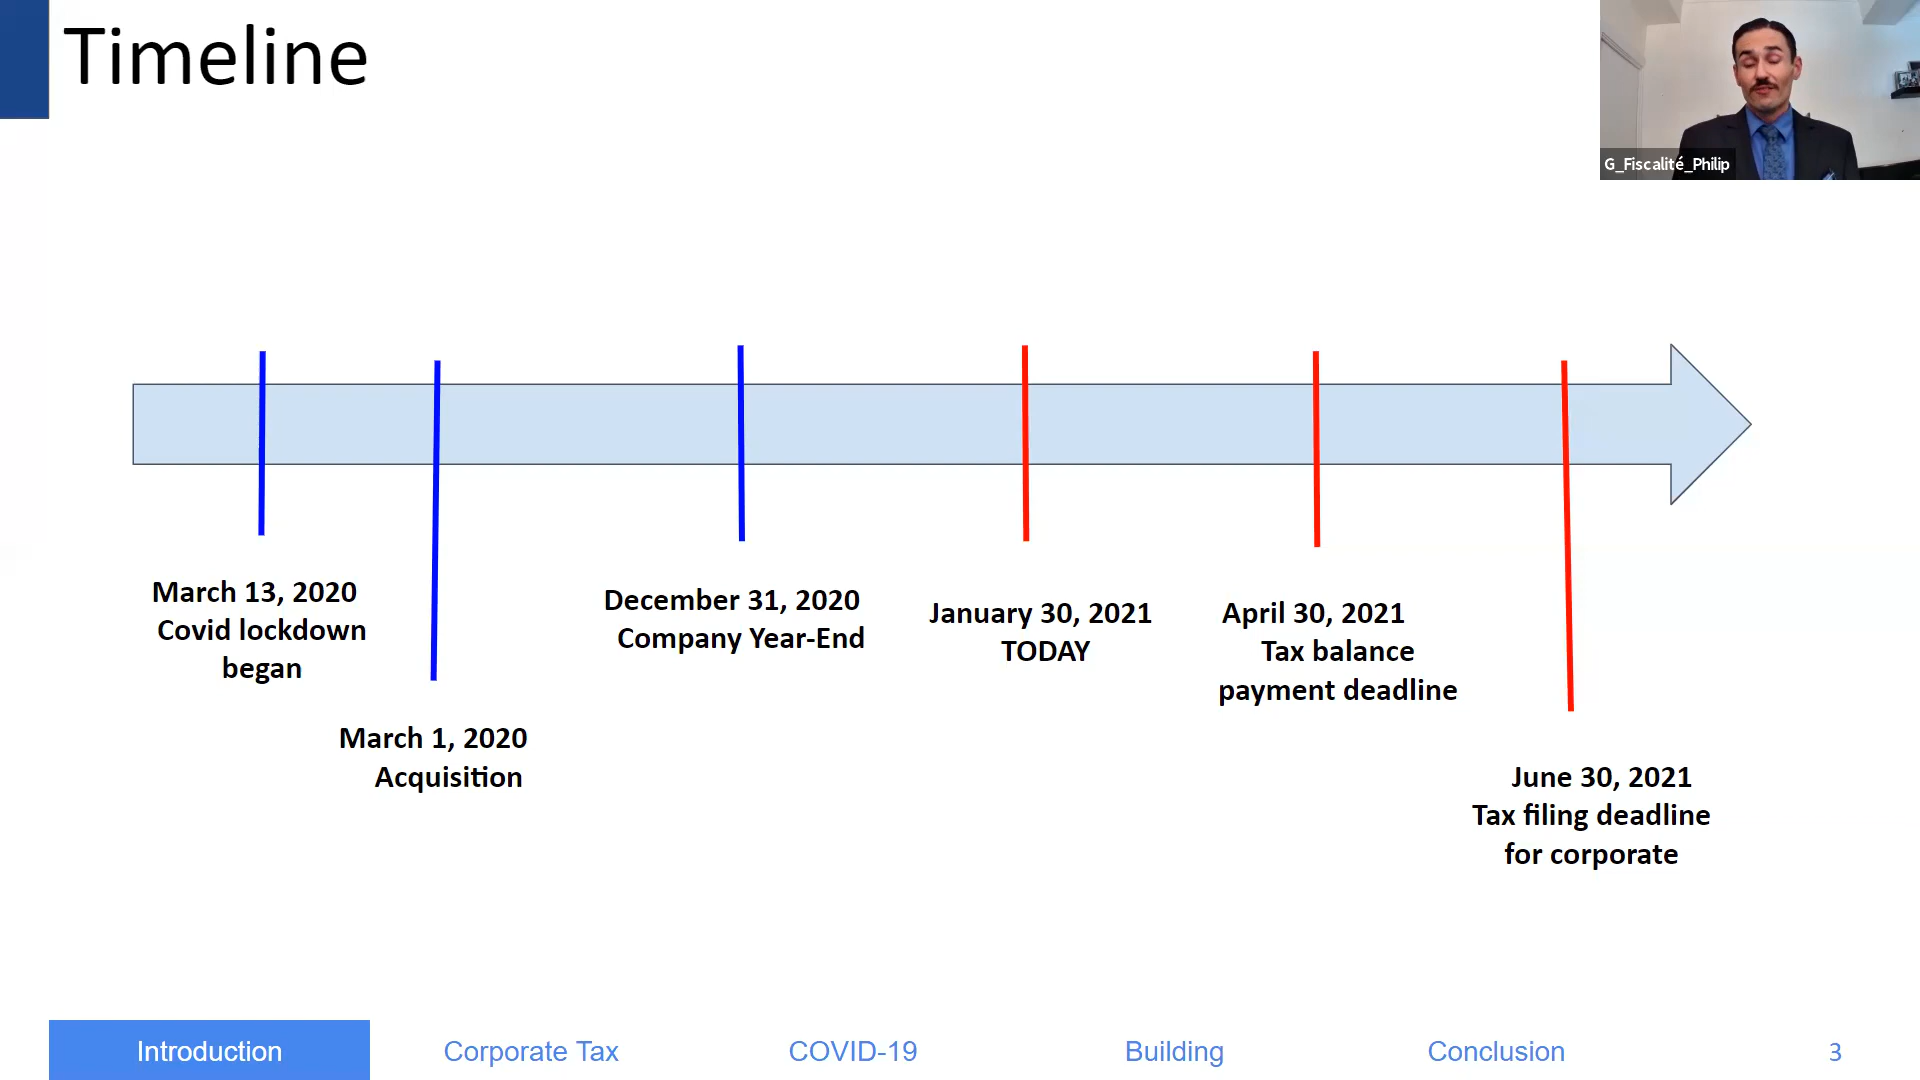 Timeline
G_Fiscalité_Philip
March 13, 2020
Covid lockdown
began
March 1, 2020
Acquisition
December 31, 2020
Company Year-End
January 30, 2021
TODAY
April 30, 2021
Tax balance
payment deadline
June 30, 2021
Tax filing deadline
for corporate
Introduction
Corporate Tax
COVID-19
Building
Conclusion
3